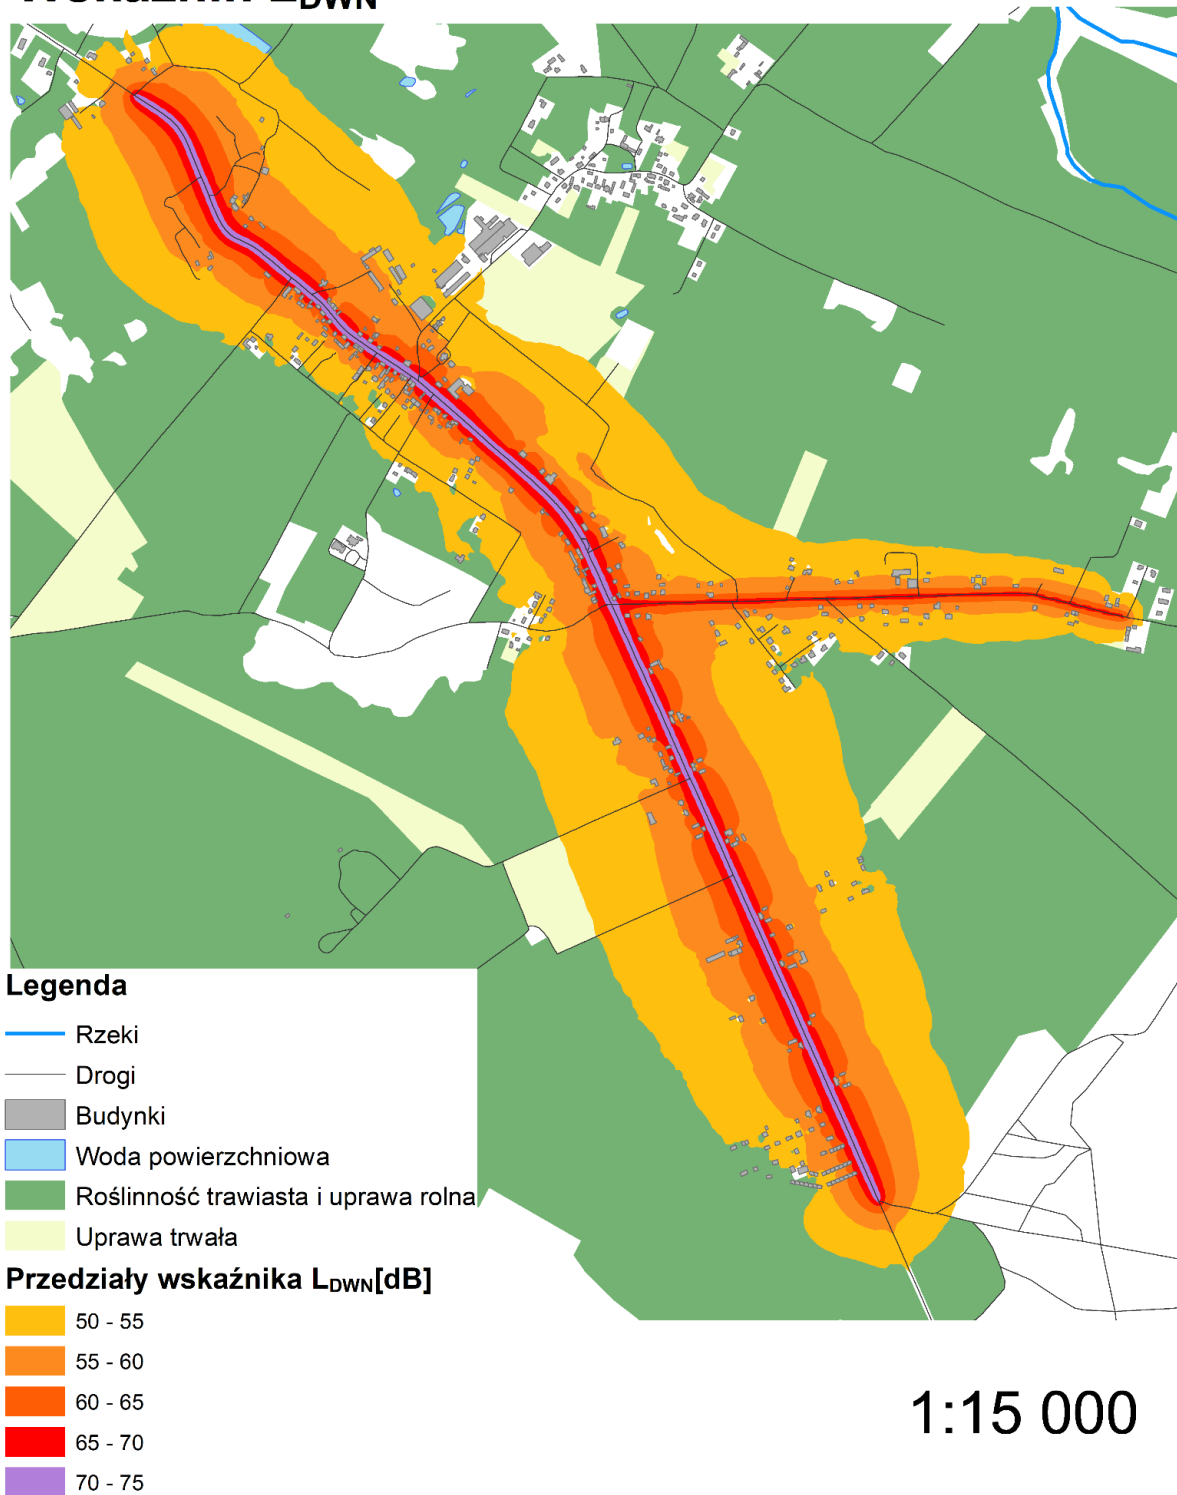 LDWN
Legenda
Rzeki
Drogi
Budynki
Woda powierzchniowa
Roślinność trawiasta i uprawa rolna
Uprawa trwała
Przedziały wskaźnika LDWN[dB]
50 - 55
55 - 60
60 - 65
65 - 70
70 - 75
1:15 000